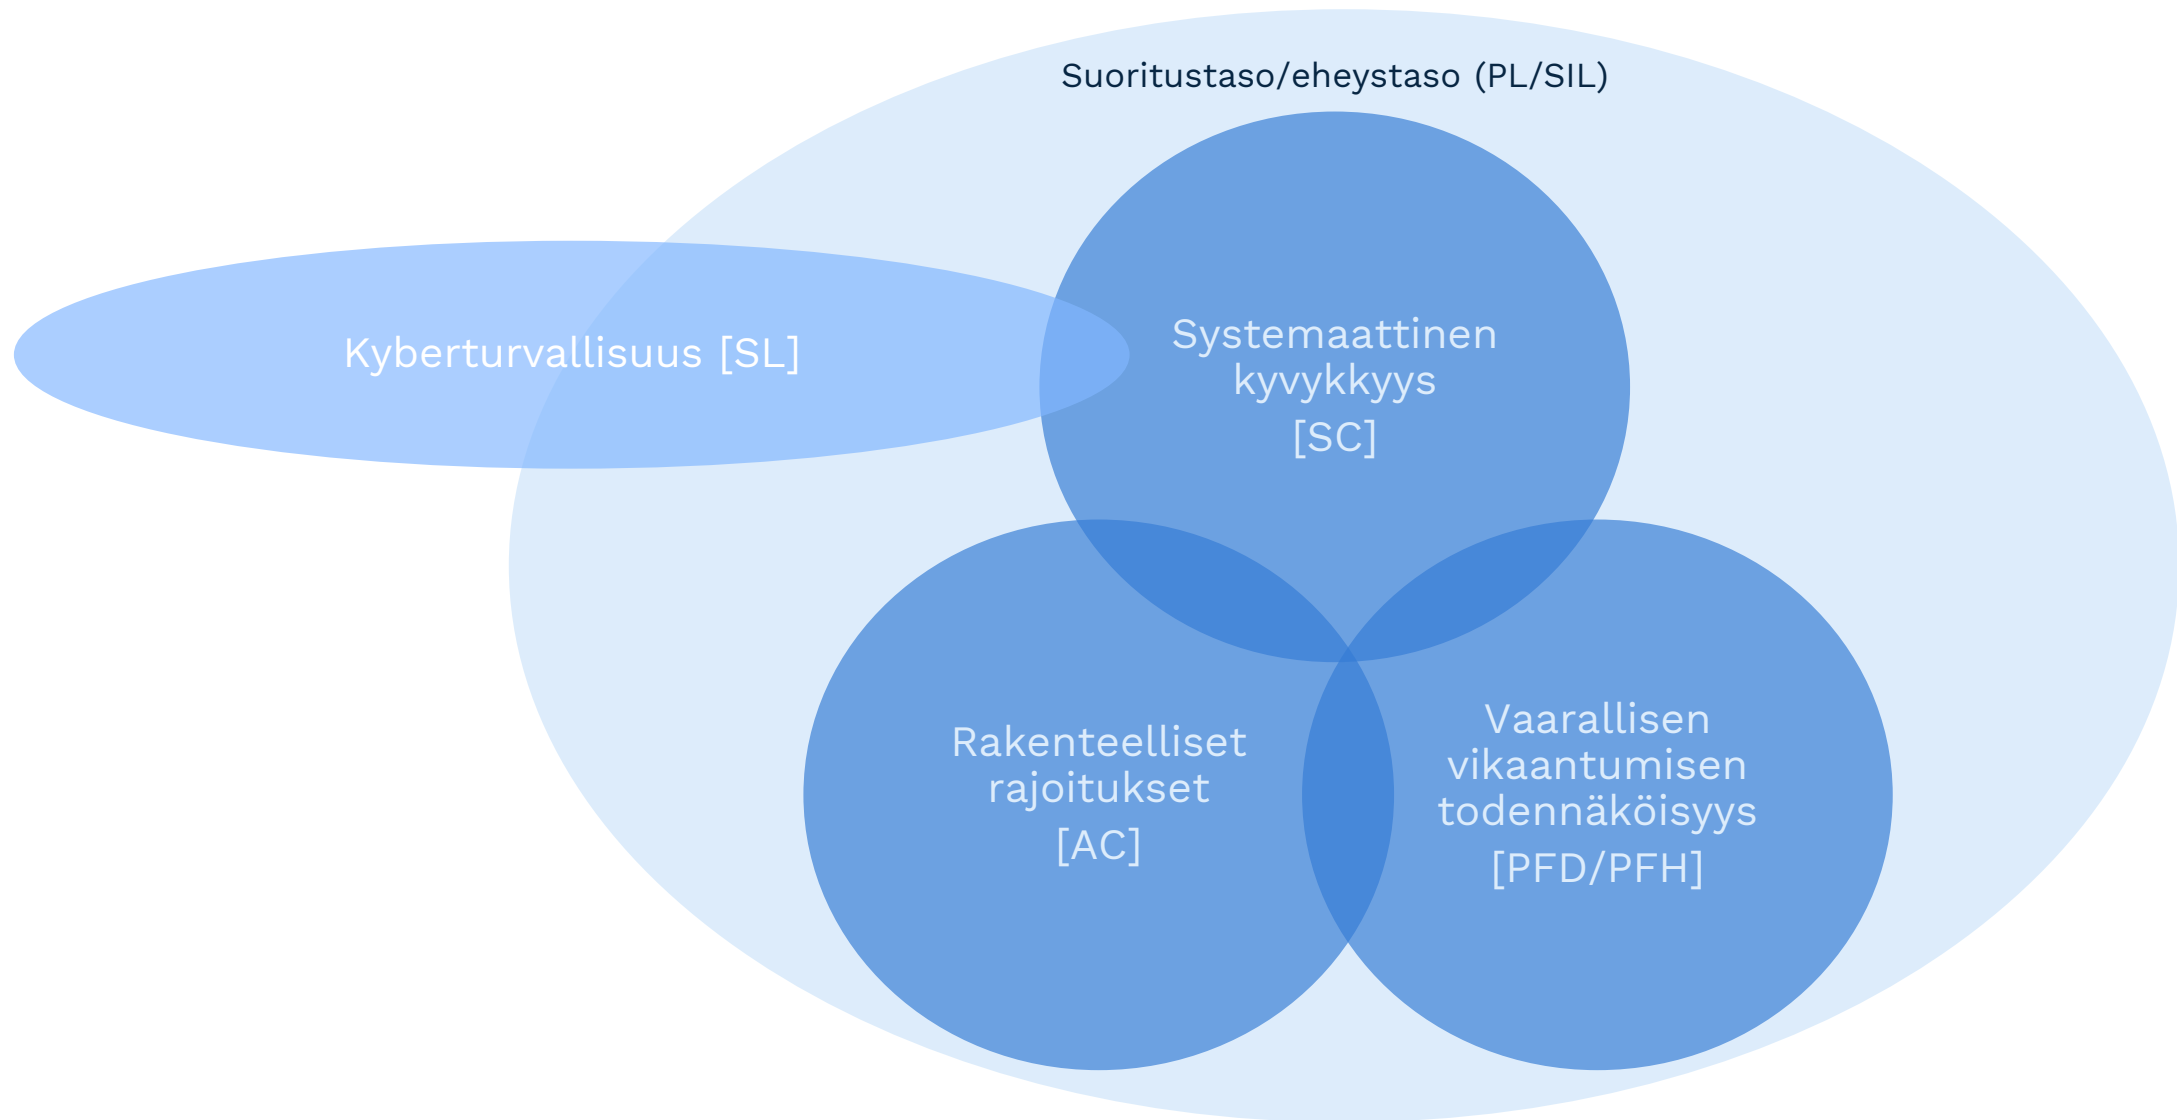 Suoritustaso/eheystaso (PL/SIL)
Kyberturvallisuus [SL]
Systemaattinen
kyvykkyys
[SC]
Rakenteelliset
rajoitukset
[AC]
Vaarallisen
vikaantumisen
todennäköisyys
[PFD/PFH]